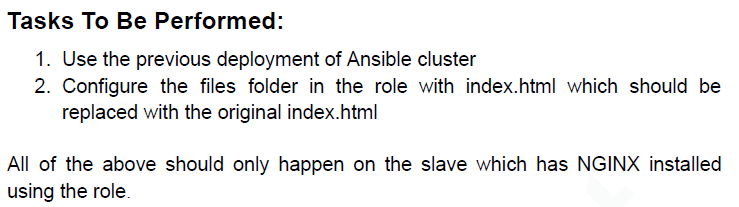 Tasks To Be Performed:
1. Use the previous deployment of Ansible cluster
2. Configure the files folder in the role with index.html which should be
replaced with the original index.html
All of the above should only happen on the slave which has NGINX installed
using the role.